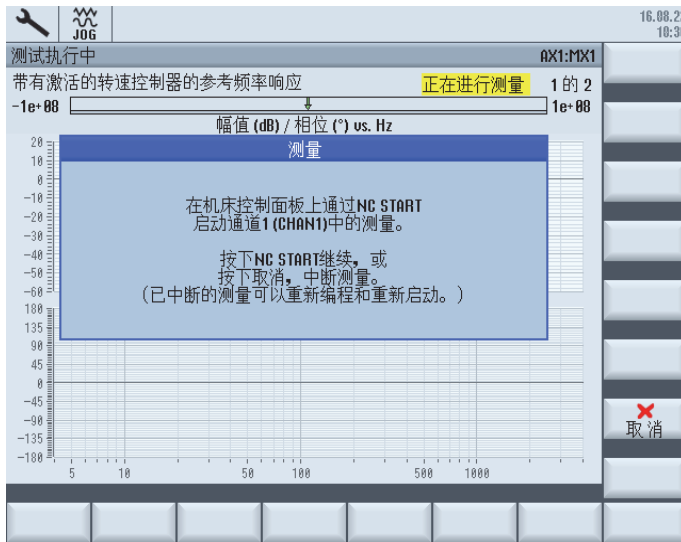 JOG
16.08.2
10:3
测试执行中 AX1:MX1
带有激活的转速控制器的参考频率响应 正在进行测量 1 的 2
-1e+08 1e+08
幅值 (dB) / 相位 (°) vs. Hz
测量
在机床控制面板上通过NC START
启动通道1 (CHAN1)中的测量。
按下NC START继续，或
按下取消，中断测量。
(已中断的测量可以重新编程和重新启动。)
20
10
0
-10
-20
-30
-40
-50
-60
180
135
90
45
0
-45
-90
-135
-180
5 10 50 100 500 1000
取消